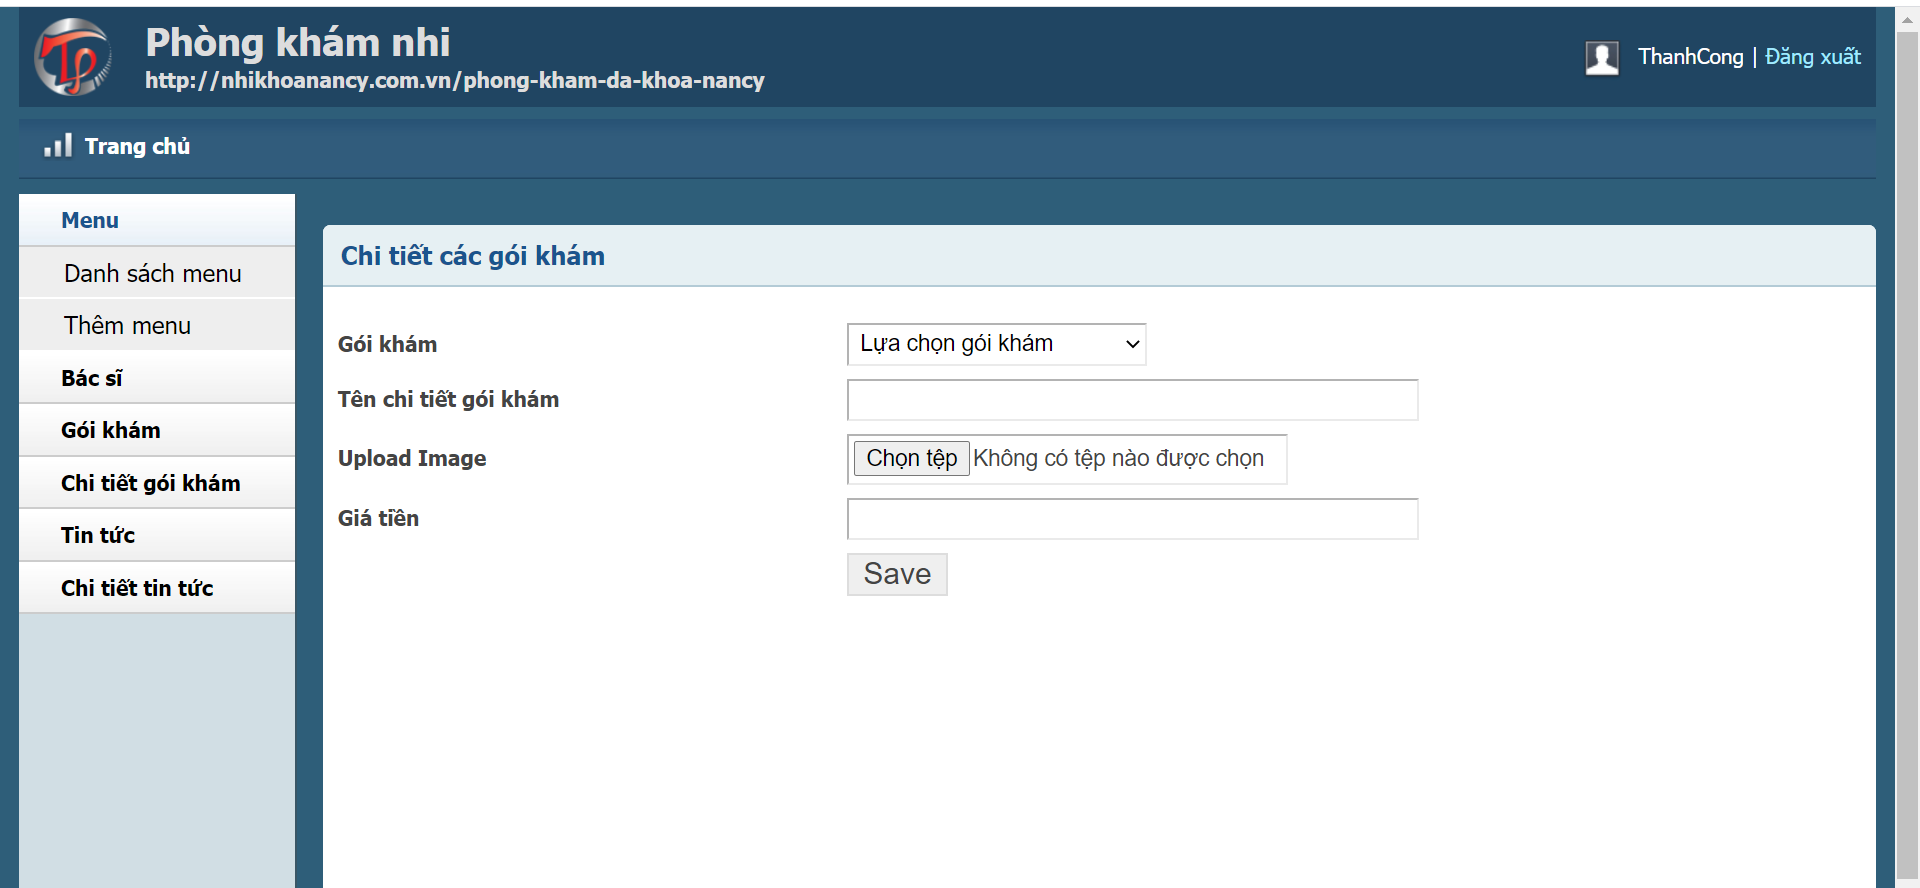 Phòng khám nhi
http://nhikhoanancy.com.vn/phong-kham-da-khoa-nancy
ThanhCong | Đăng xuất
Trang chủ
Menu
Danh sách menu
Thêm menu
Bác sĩ
Gói khám
Chi tiết gói khám
Tin tức
Chi tiết tin tức
Chi tiết các gói khám
Gói khám
Lựa chọn gói khám
Tên chi tiết gói khám
Upload Image
Chọn tệp Không có tệp nào được chọn
Giá tiền
Save